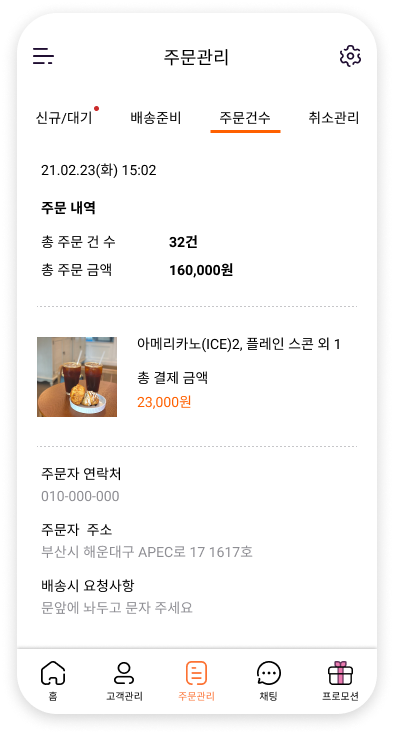 주문관리
신규/대기 배송준비 주문건수 취소관리
21.02.23(화) 15:02
주문 내역
총 주문 건 수 32건
총 주문 금액 160,000원
아메리카노(ICE)2, 플레인 스콘 외 1
총 결제 금액
23,000원
주문자 연락처
010-000-000
주문자 주소
부산시 해운대구 APEC로 17 1617호
배송시 요청사항
문앞에 놔두고 문자 주세요
홈 고객관리 주문관리 채팅 프로모션